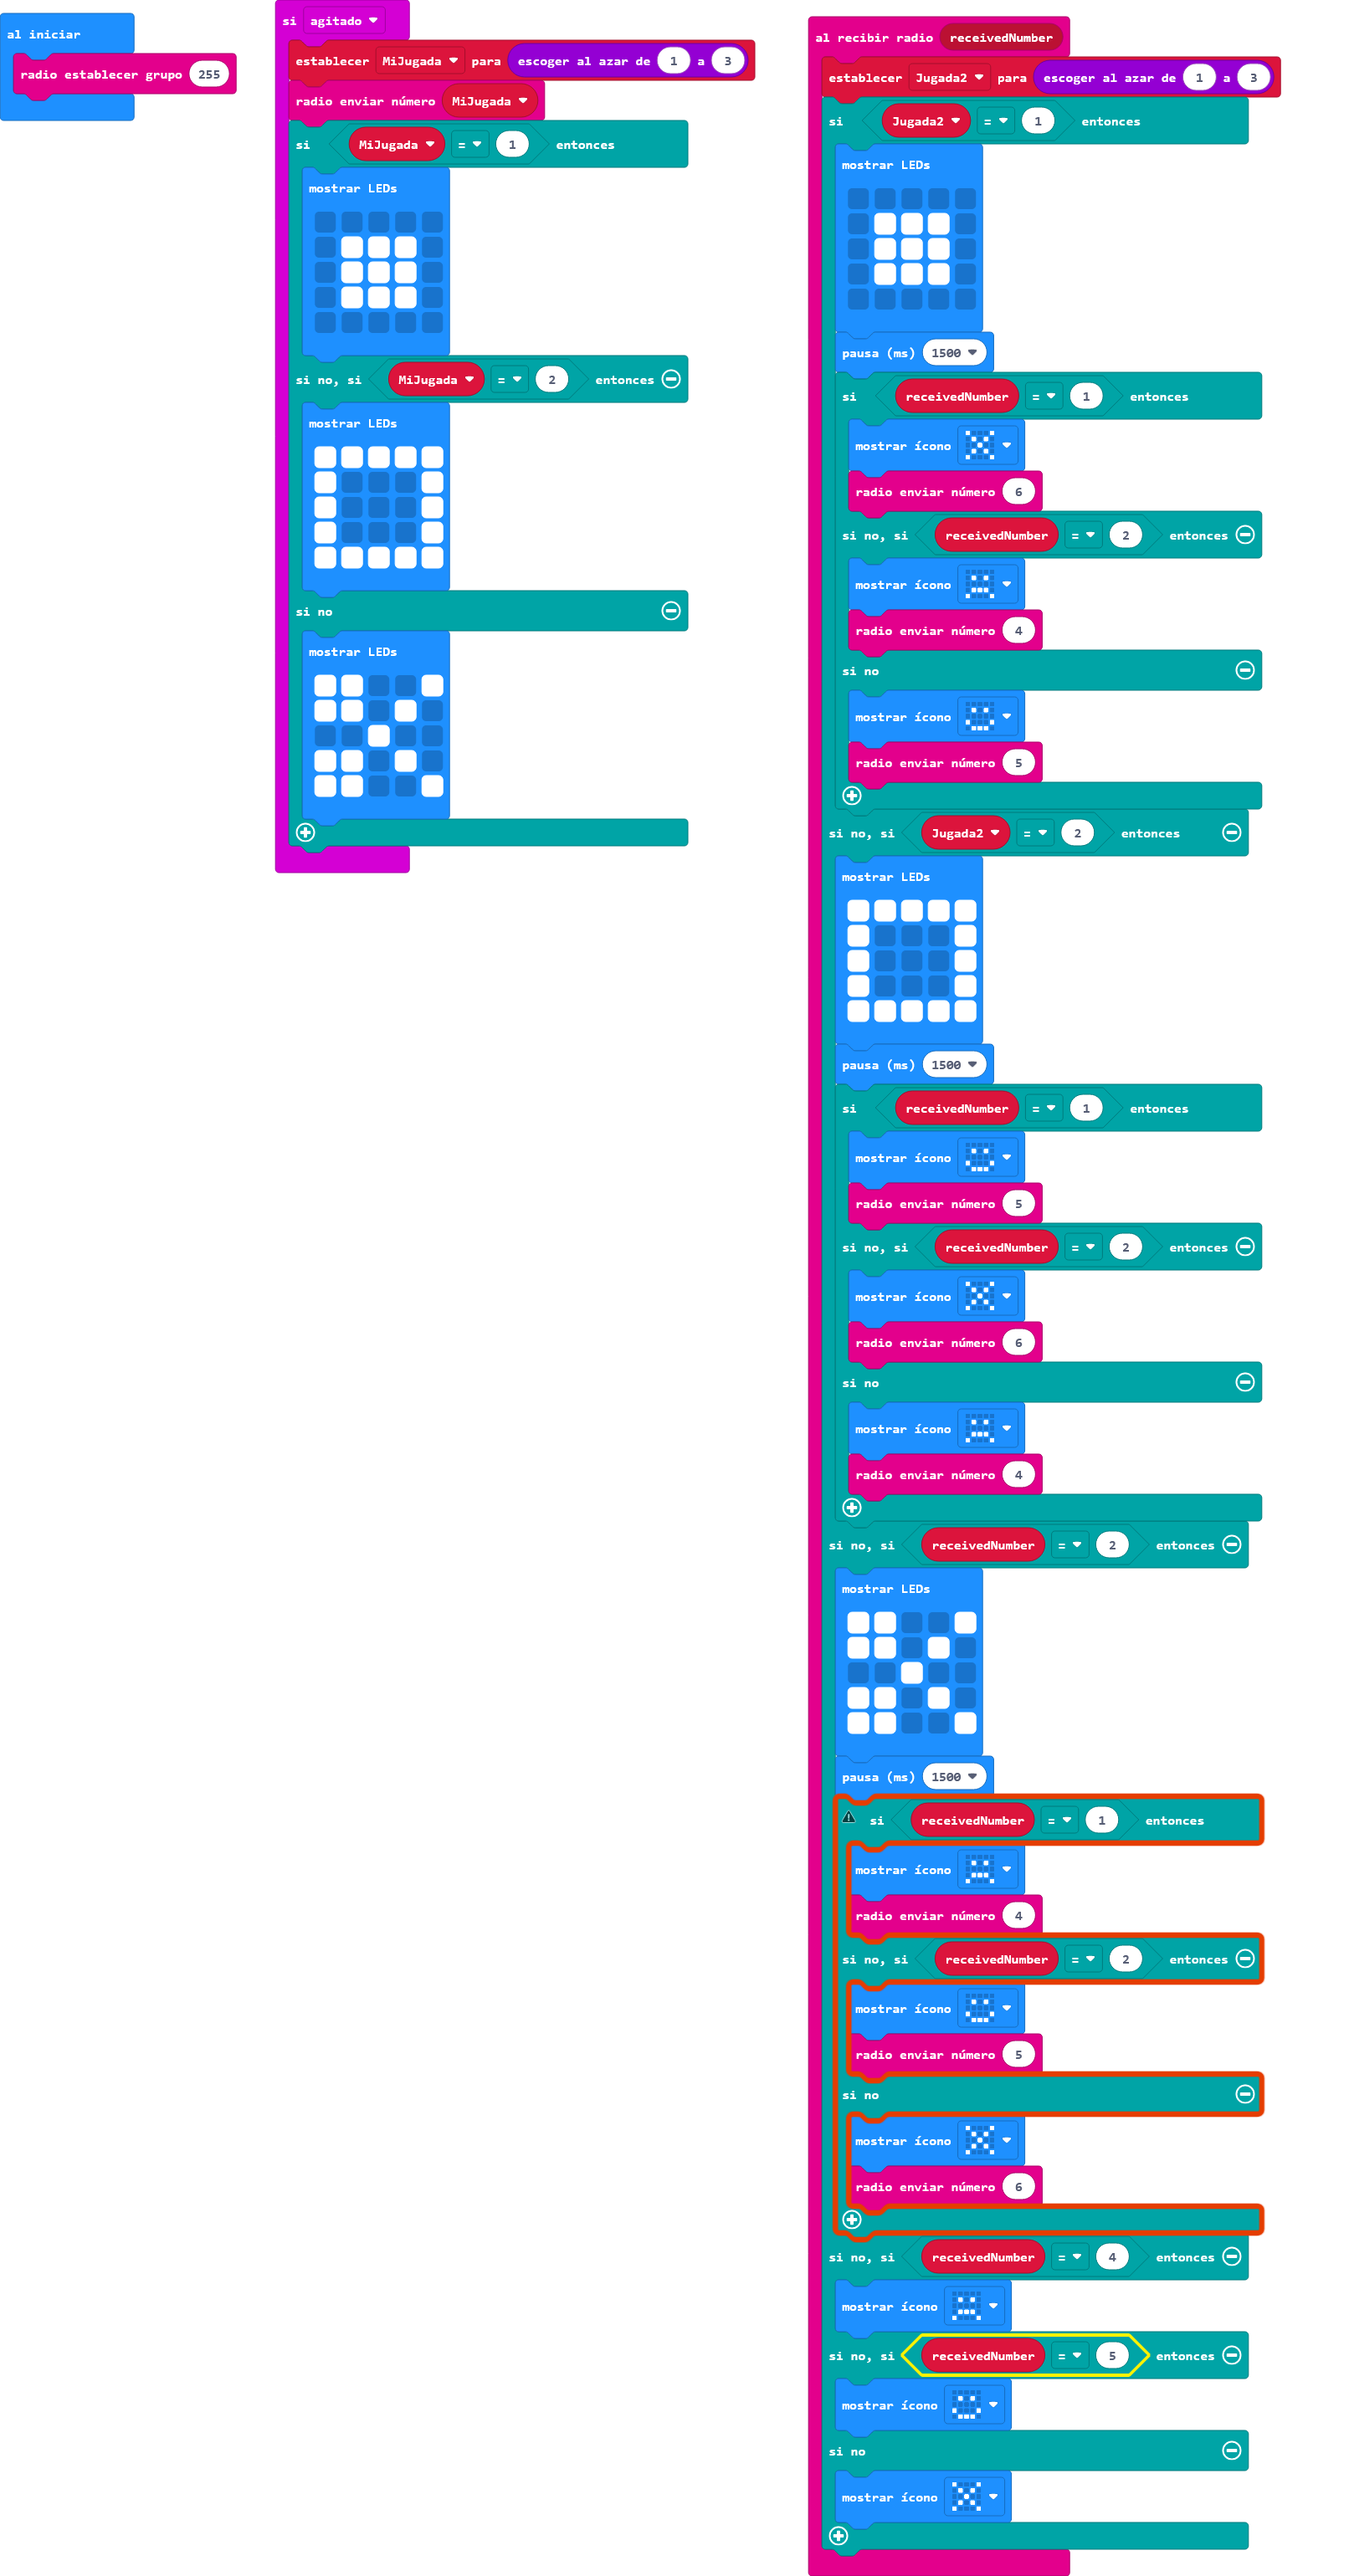 al iniciar
radio establecer grupo 255
si agitado
establecer MiJugada para escoger al azar de 1 a 3
radio enviar número MiJugada
si MiJugada = 1 entonces
mostrar LEDs
si no, si MiJugada = 2 entonces
mostrar LEDs
si no
mostrar LEDs
al recibir radio receivedNumber
establecer Jugada2 para escoger al azar de 1 a 3
si Jugada2 = 1 entonces
mostrar LEDs
pausa (ms) 1500
si receivedNumber = 1 entonces
mostrar ícono
radio enviar número 6
si no, si receivedNumber = 2 entonces
mostrar ícono
radio enviar número 4
si no
mostrar ícono
radio enviar número 5
si no, si Jugada2 = 2 entonces
mostrar LEDs
pausa (ms) 1500
si receivedNumber = 1 entonces
mostrar ícono
radio enviar número 5
si no, si receivedNumber = 2 entonces
mostrar ícono
radio enviar número 6
si no
mostrar ícono
radio enviar número 4
si no, si receivedNumber = 2 entonces
mostrar LEDs
pausa (ms) 1500
si receivedNumber = 1 entonces
mostrar ícono
radio enviar número 4
si no, si receivedNumber = 2 entonces
mostrar ícono
radio enviar número 5
si no
mostrar ícono
radio enviar número 6
si no, si receivedNumber = 4 entonces
mostrar ícono
si no, si receivedNumber = 5 entonces
mostrar ícono
si no
mostrar ícono